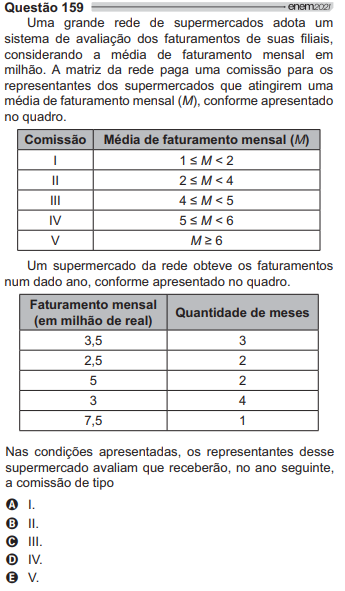 Questão 159 enem2021
Uma grande rede de supermercados adota um
sistema de avaliação dos faturamentos de suas filiais,
considerando a média de faturamento mensal em
milhão. A matriz da rede paga uma comissão para os
representantes dos supermercados que atingirem uma
média de faturamento mensal (M), conforme apresentado
no quadro.
Comissão Média de faturamento mensal (M)
I 1 ≤ M < 2
II 2 ≤ M < 4
III 4 ≤ M < 5
IV 5 ≤ M < 6
V M ≥ 6
Um supermercado da rede obteve os faturamentos
num dado ano, conforme apresentado no quadro.
Faturamento mensal
(em milhão de real) Quantidade de meses
3,5 3
2,5 2
5 2
3 4
7,5 1
Nas condições apresentadas, os representantes desse
supermercado avaliam que receberão, no ano seguinte,
a comissão de tipo
A I.
B II.
C III.
D IV.
E V.